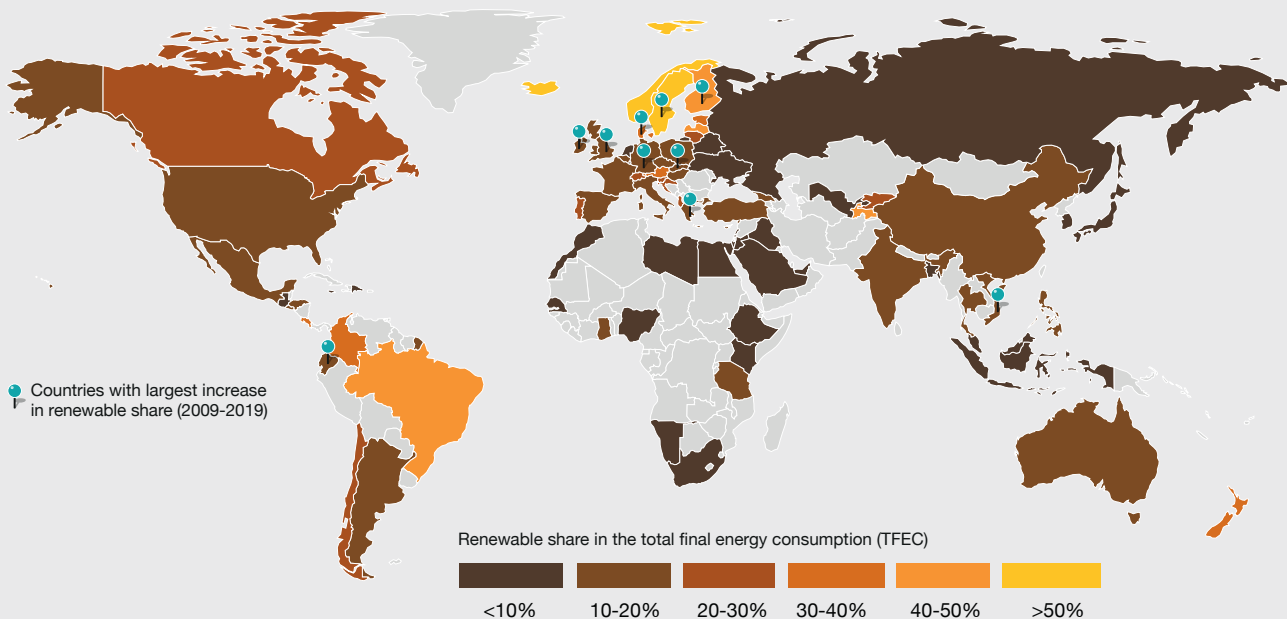 Countries with largest increase
in renewable share (2009-2019)
Renewable share in the total final energy consumption (TFEC)
<10%
10-20%
20-30%
30-40%
40-50%
>50%